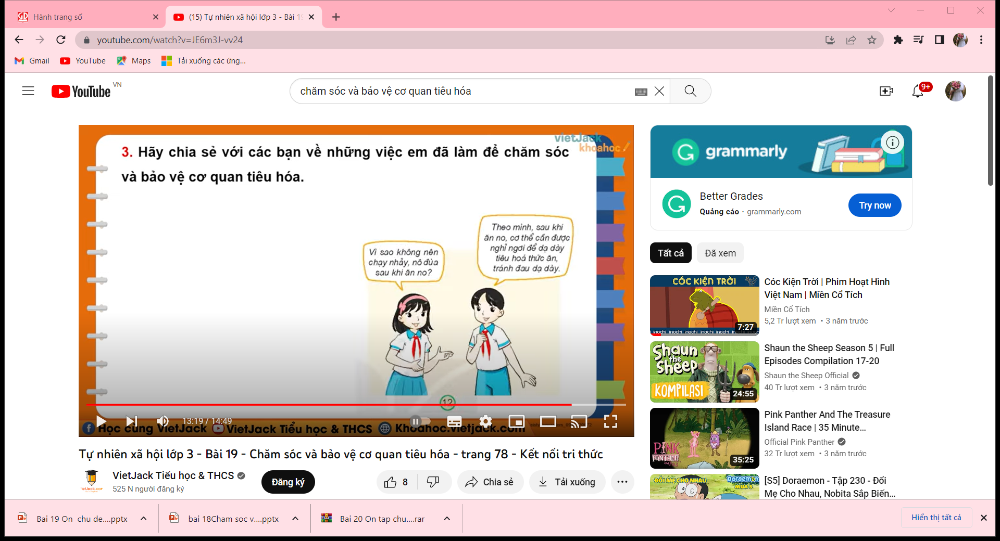 Hành trang số
(15) Tự nhiên xã hội lớp 3 - Bài 19
youtube.com/watch?v=JE6m3J-vv24
Gmail
YouTube
Maps
Tải xuống các ứng...
YouTube VN
chăm sóc và bảo vệ cơ quan tiêu hóa
9+
vietJack
khoahoc
3. Hãy chia sẻ với các bạn về những việc em đã làm để chăm sóc
và bảo vệ cơ quan tiêu hóa.
Vì sao không nên
chạy nhảy, nô đùa
sau khi ăn no?
Theo mình, sau khi
ăn no, cơ thể cần được
nghỉ ngơi để dạ dày
tiêu hoá thức ăn,
tránh đau dạ dày.
12
13:19 / 14:49
Học cùng VietJack
VietJack Tiểu học & THCS
Khoahoc.vietjack.com
Tự nhiên xã hội lớp 3 - Bài 19 - Chăm sóc và bảo vệ cơ quan tiêu hóa - trang 78 - Kết nối tri thức
VietJack.com
VietJack Tiểu học & THCS
525 N người đăng ký
Đăng ký
8
Chia sẻ
Tải xuống
grammarly
Better Grades
Quảng cáo · grammarly.com
Try now
Tất cả
Đã xem
CÓC KIỆN TRỜI
inochi inochi inochi inochi inochi inoch
7:27
Cóc Kiện Trời | Phim Hoạt Hình
Việt Nam | Miền Cổ Tích
Miền Cổ Tích
5,2 Tr lượt xem • 3 năm trước
Shaun
the
Sheep
KOMPILASI
24:55
Shaun the Sheep Season 5 | Full
Episodes Compilation 17-20
Shaun the Sheep Official
40 Tr lượt xem • 3 năm trước
PINK
PANTHER
35:25
Pink Panther And The Treasure
Island Race | 35 Minute...
Official Pink Panther
32 Tr lượt xem • 3 năm trước
ĐỔI MẸ CHO NHAU
Doraemon
MÙA 5
[S5] Doraemon - Tập 230 - Đổi
Mẹ Cho Nhau, Nobita Sắp Biến...
Bai 19 On chu de....pptx
bai 18Cham soc v....pptx
Bai 20 On tap chu....rar
Hiển thị tất cả